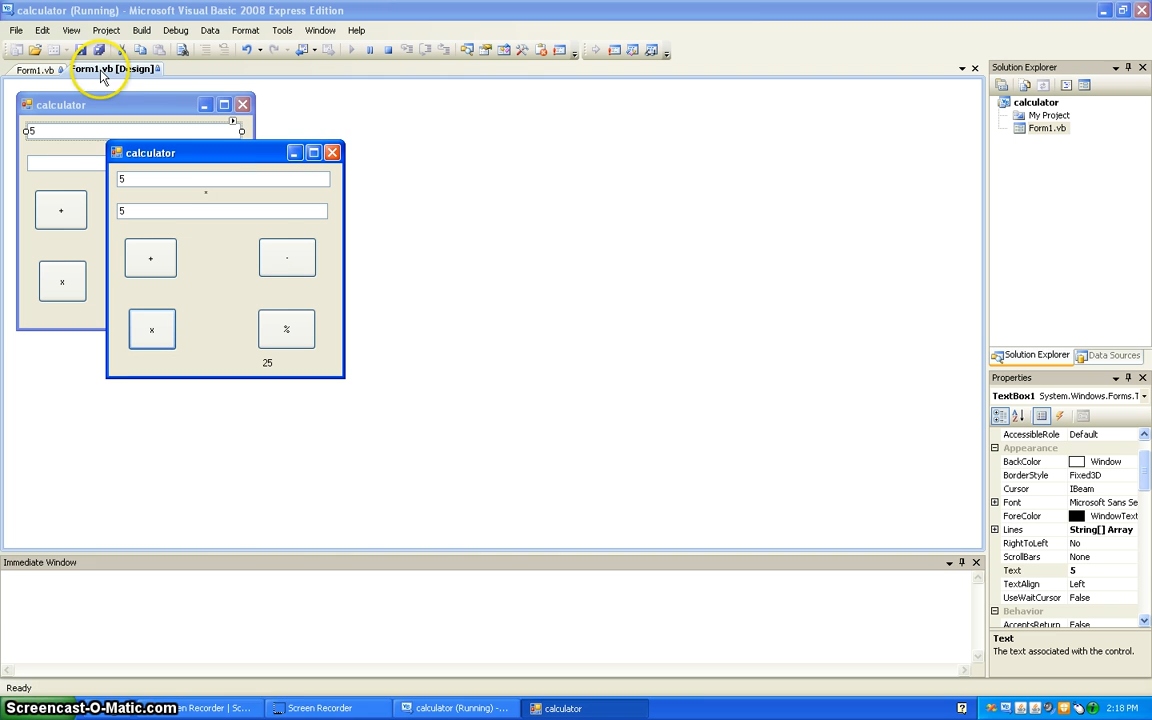 calculator (Running) - Microsoft Visual Basic 2008 Express Edition
File Edit View Project Build Debug Data Format Tools Window Help
Form1.vb Form1.vb [Design]
calculator
5
+
x
calculator
5
*
5
+ -
x %
25
Solution Explorer
calculator
My Project
Form1.vb
Solution Explorer Data Sources
Properties
TextBox1 System.Windows.Forms.T
AccessibleRole Default
Appearance
BackColor Window
BorderStyle Fixed3D
Cursor IBeam
Font Microsoft Sans Se
ForeColor WindowText
Lines String[] Array
RightToLeft No
ScrollBars None
Text 5
TextAlign Left
UseWaitCursor False
Behavior
AcceptsReturn False
Text
The text associated with the control.
Immediate Window
Ready
Screencast-O-Matic.com
en Recorder | Sc... Screen Recorder calculator (Running) -... calculator 2:18 PM